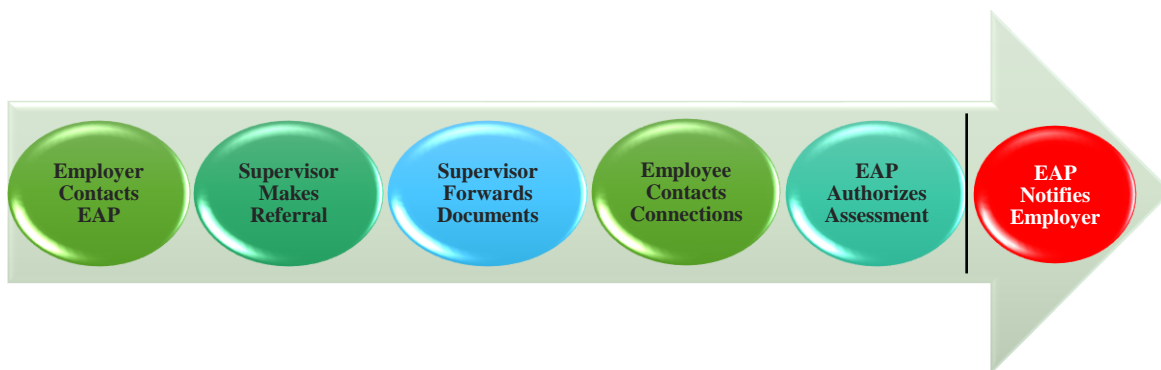 Employer
Contacts
EAP
Supervisor
Makes
Referral
Supervisor
Forwards
Documents
Employee
Contacts
Connections
EAP
Authorizes
Assessment
EAP
Notifies
Employer